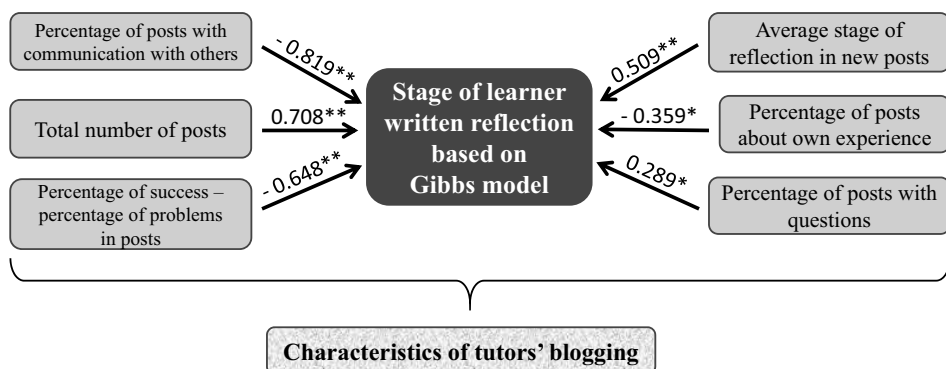 Percentage of posts with
communication with others
- 0.819**
Total number of posts
0.708**
Percentage of success –
percentage of problems
in posts
- 0.648**
Stage of learner
written reflection
based on
Gibbs model
0.509**
Average stage of
reflection in new posts
- 0.359*
Percentage of posts
about own experience
0.289*
Percentage of posts with
questions
Characteristics of tutors’ blogging